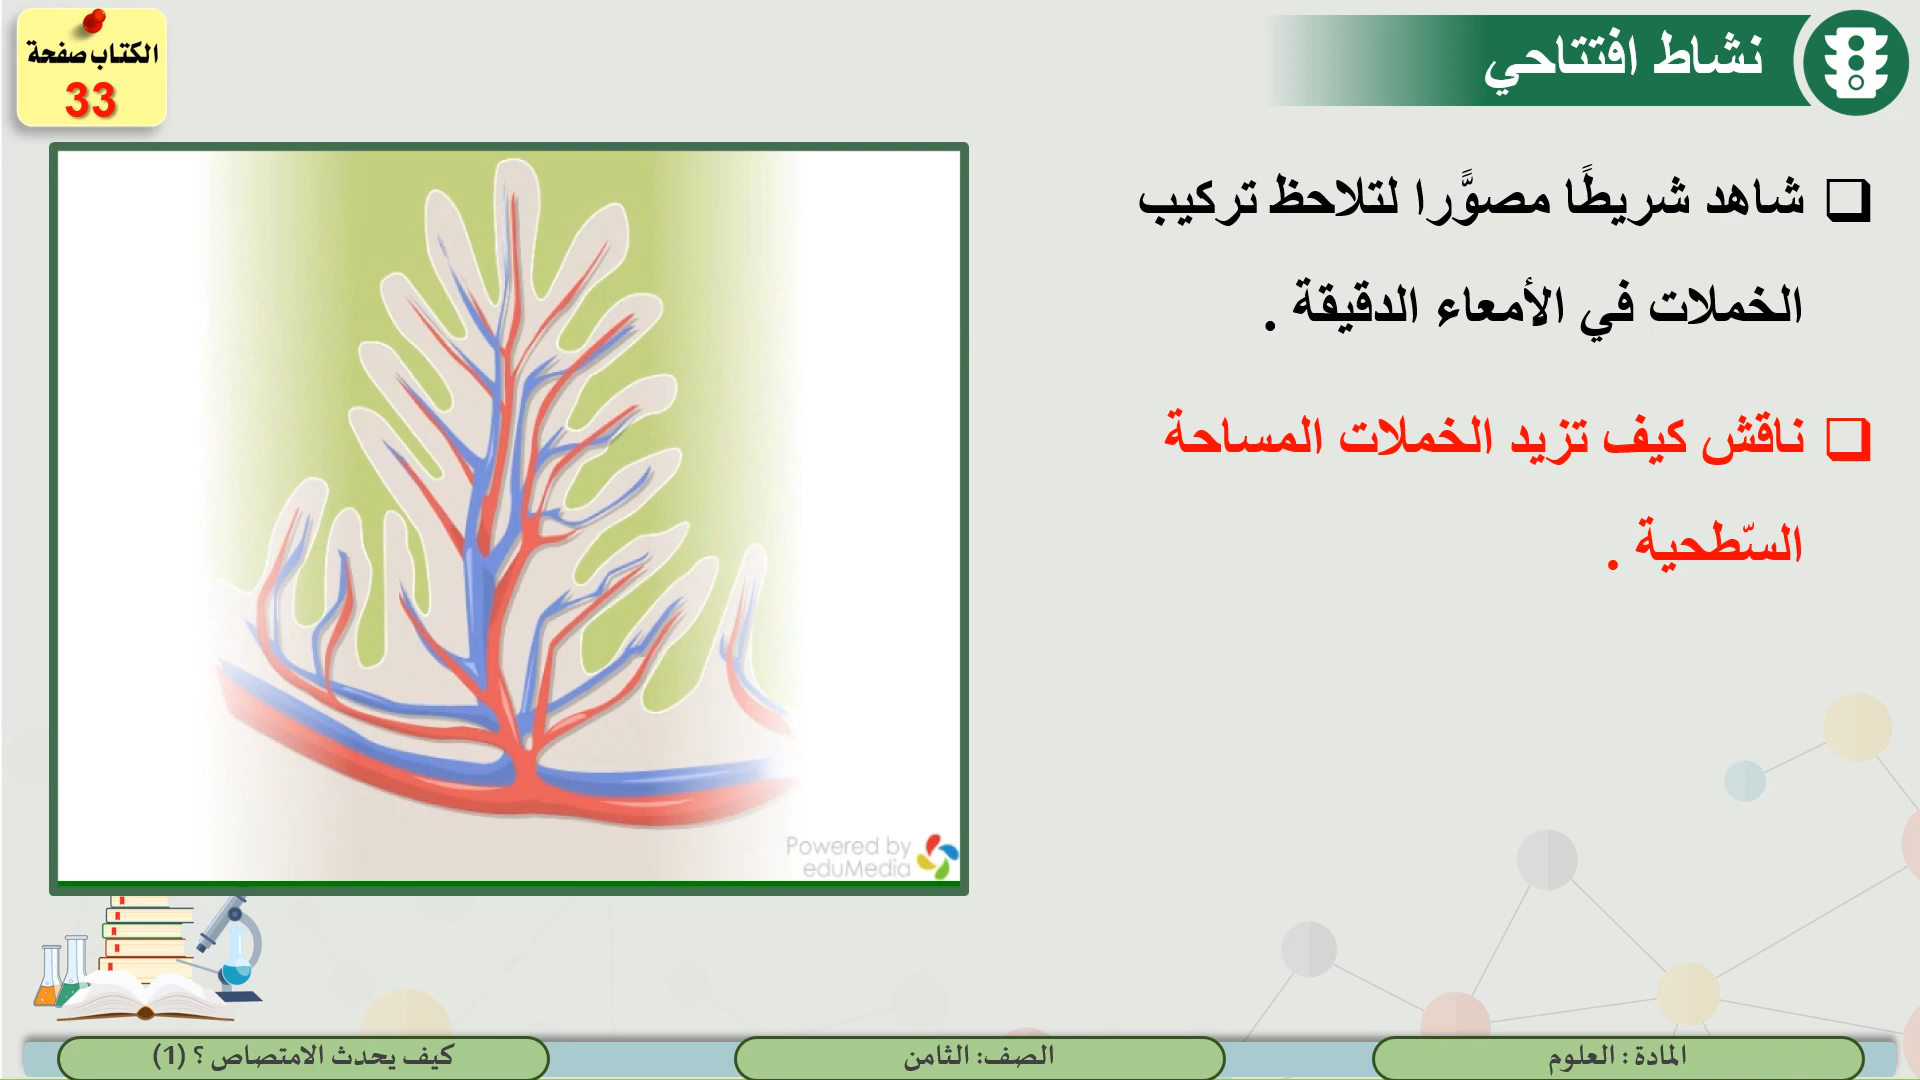 نشاط افتتاحي
الكتاب صفحة
33
شاهد شريطًا مصوَّرا لتلاحظ تركيب
الخملات في الأمعاء الدقيقة .
ناقش كيف تزيد الخملات المساحة
السّطحية .
Powered by
eduMedia
المادة : العلوم
الصف: الثامن
كيف يحدث الامتصاص ؟ (1)